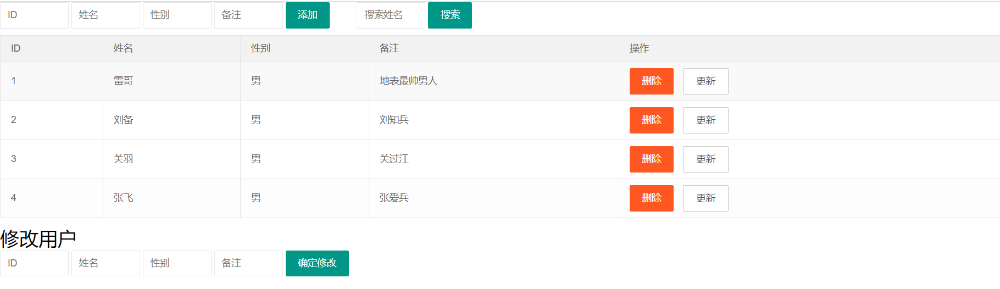 ID 姓名 性别 备注 添加 搜索姓名 搜索
ID 姓名 性别 备注 操作
1 雷哥 男 地表最帅男人 删除 更新
2 刘备 男 刘知兵 删除 更新
3 关羽 男 关过江 删除 更新
4 张飞 男 张爱兵 删除 更新
修改用户
ID 姓名 性别 备注 确定修改